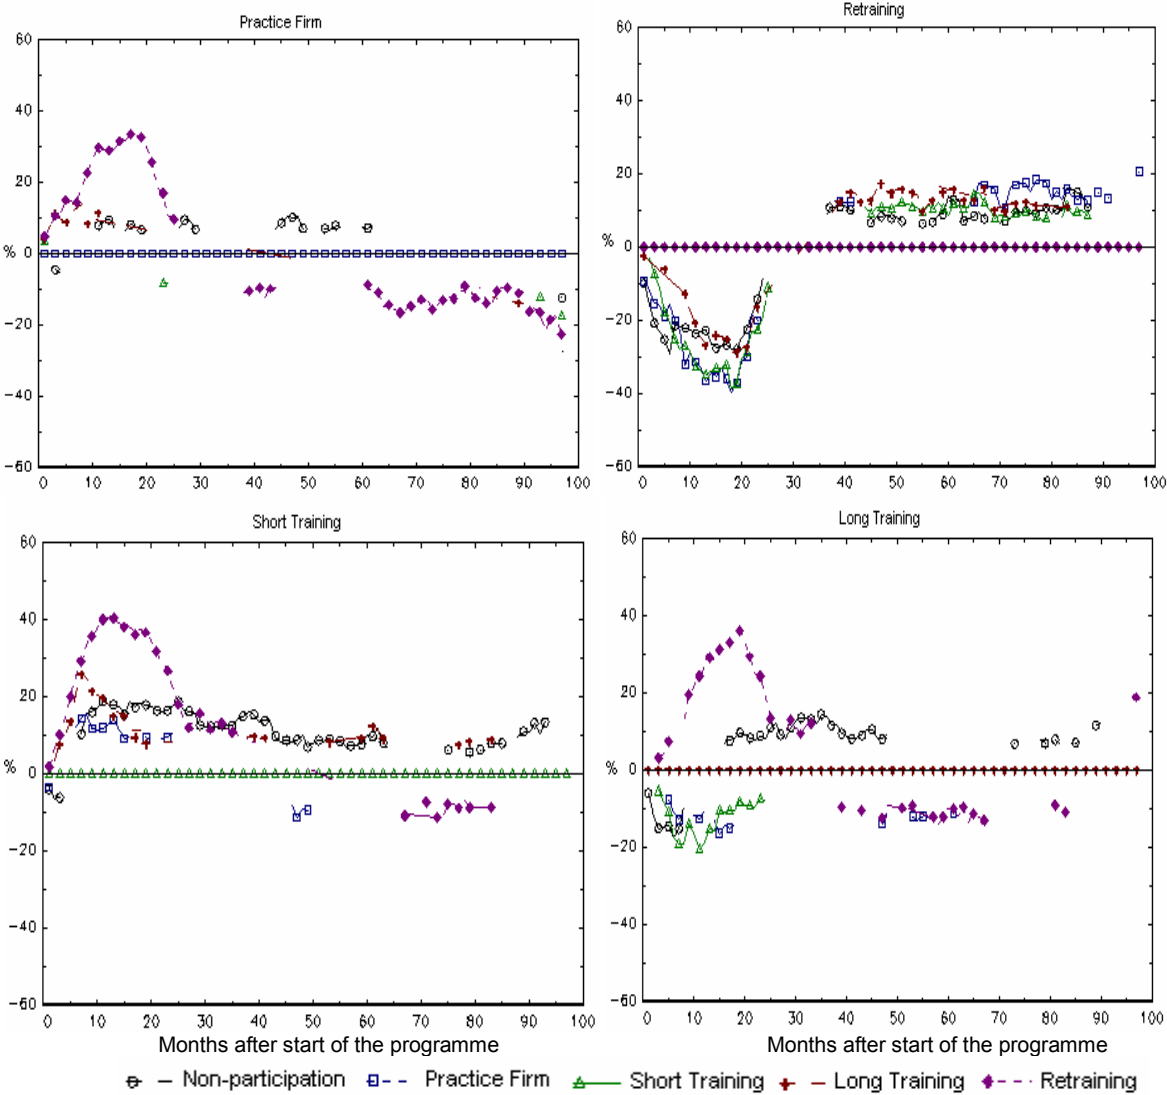 Practice Firm
60
40
20
% 0
-20
-40
-60
0 10 20 30 40 50 60 70 80 90 100
Retraining
60
40
20
% 0
-20
-40
-60
0 10 20 30 40 50 60 70 80 90 100
Short Training
60
40
20
% 0
-20
-40
-60
0 10 20 30 40 50 60 70 80 90 100
Months after start of the programme
Long Training
60
40
20
% 0
-20
-40
-60
0 10 20 30 40 50 60 70 80 90 100
Months after start of the programme
Non-participation Practice Firm Short Training Long Training Retraining